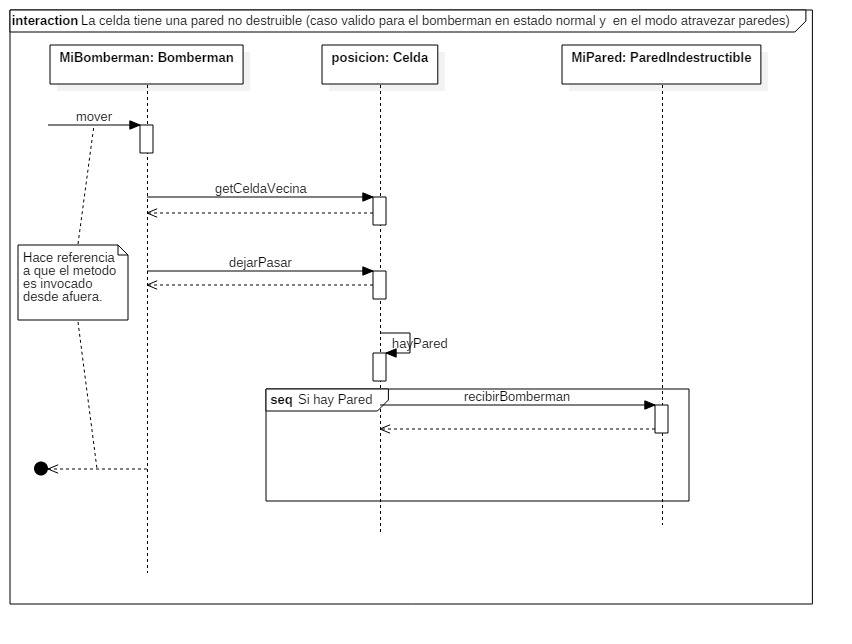 interaction La celda tiene una pared no destruible (caso valido para el bomberman en estado normal y  en el modo atravezar paredes)
MiBomberman: Bomberman
posicion: Celda
MiPared: ParedIndestructible
mover
getCeldaVecina
Hace referencia
a que el metodo
es invocado
desde afuera.
dejarPasar
hayPared
seq Si hay Pared
recibirBomberman